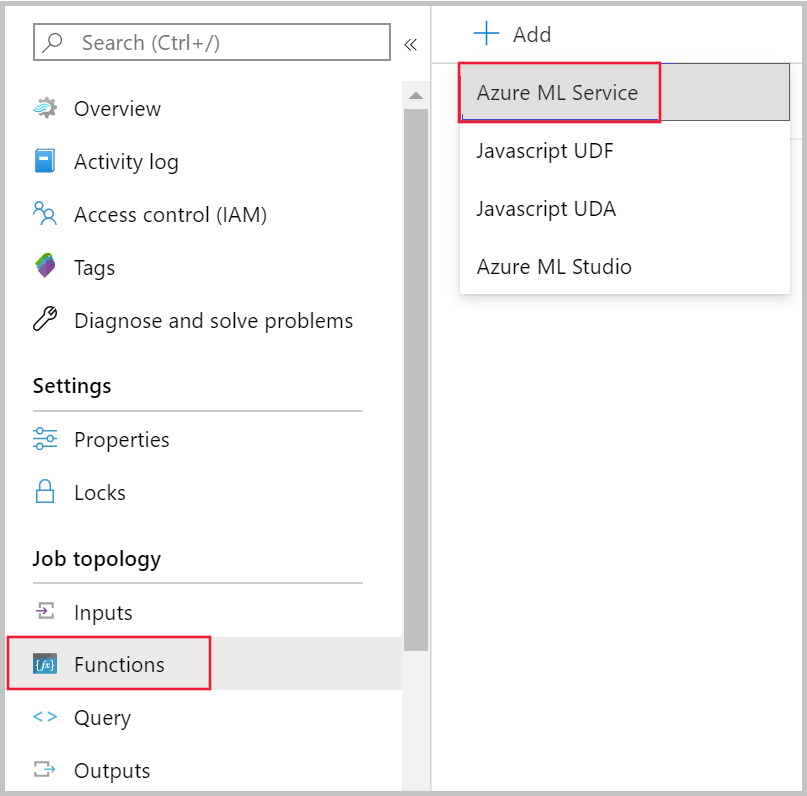 Search (Ctrl+/)
«
Overview
Activity log
Access control (IAM)
Tags
Diagnose and solve problems
Settings
Properties
Locks
Job topology
Inputs
Functions
Query
Outputs
+ Add
Azure ML Service
Javascript UDF
Javascript UDA
Azure ML Studio